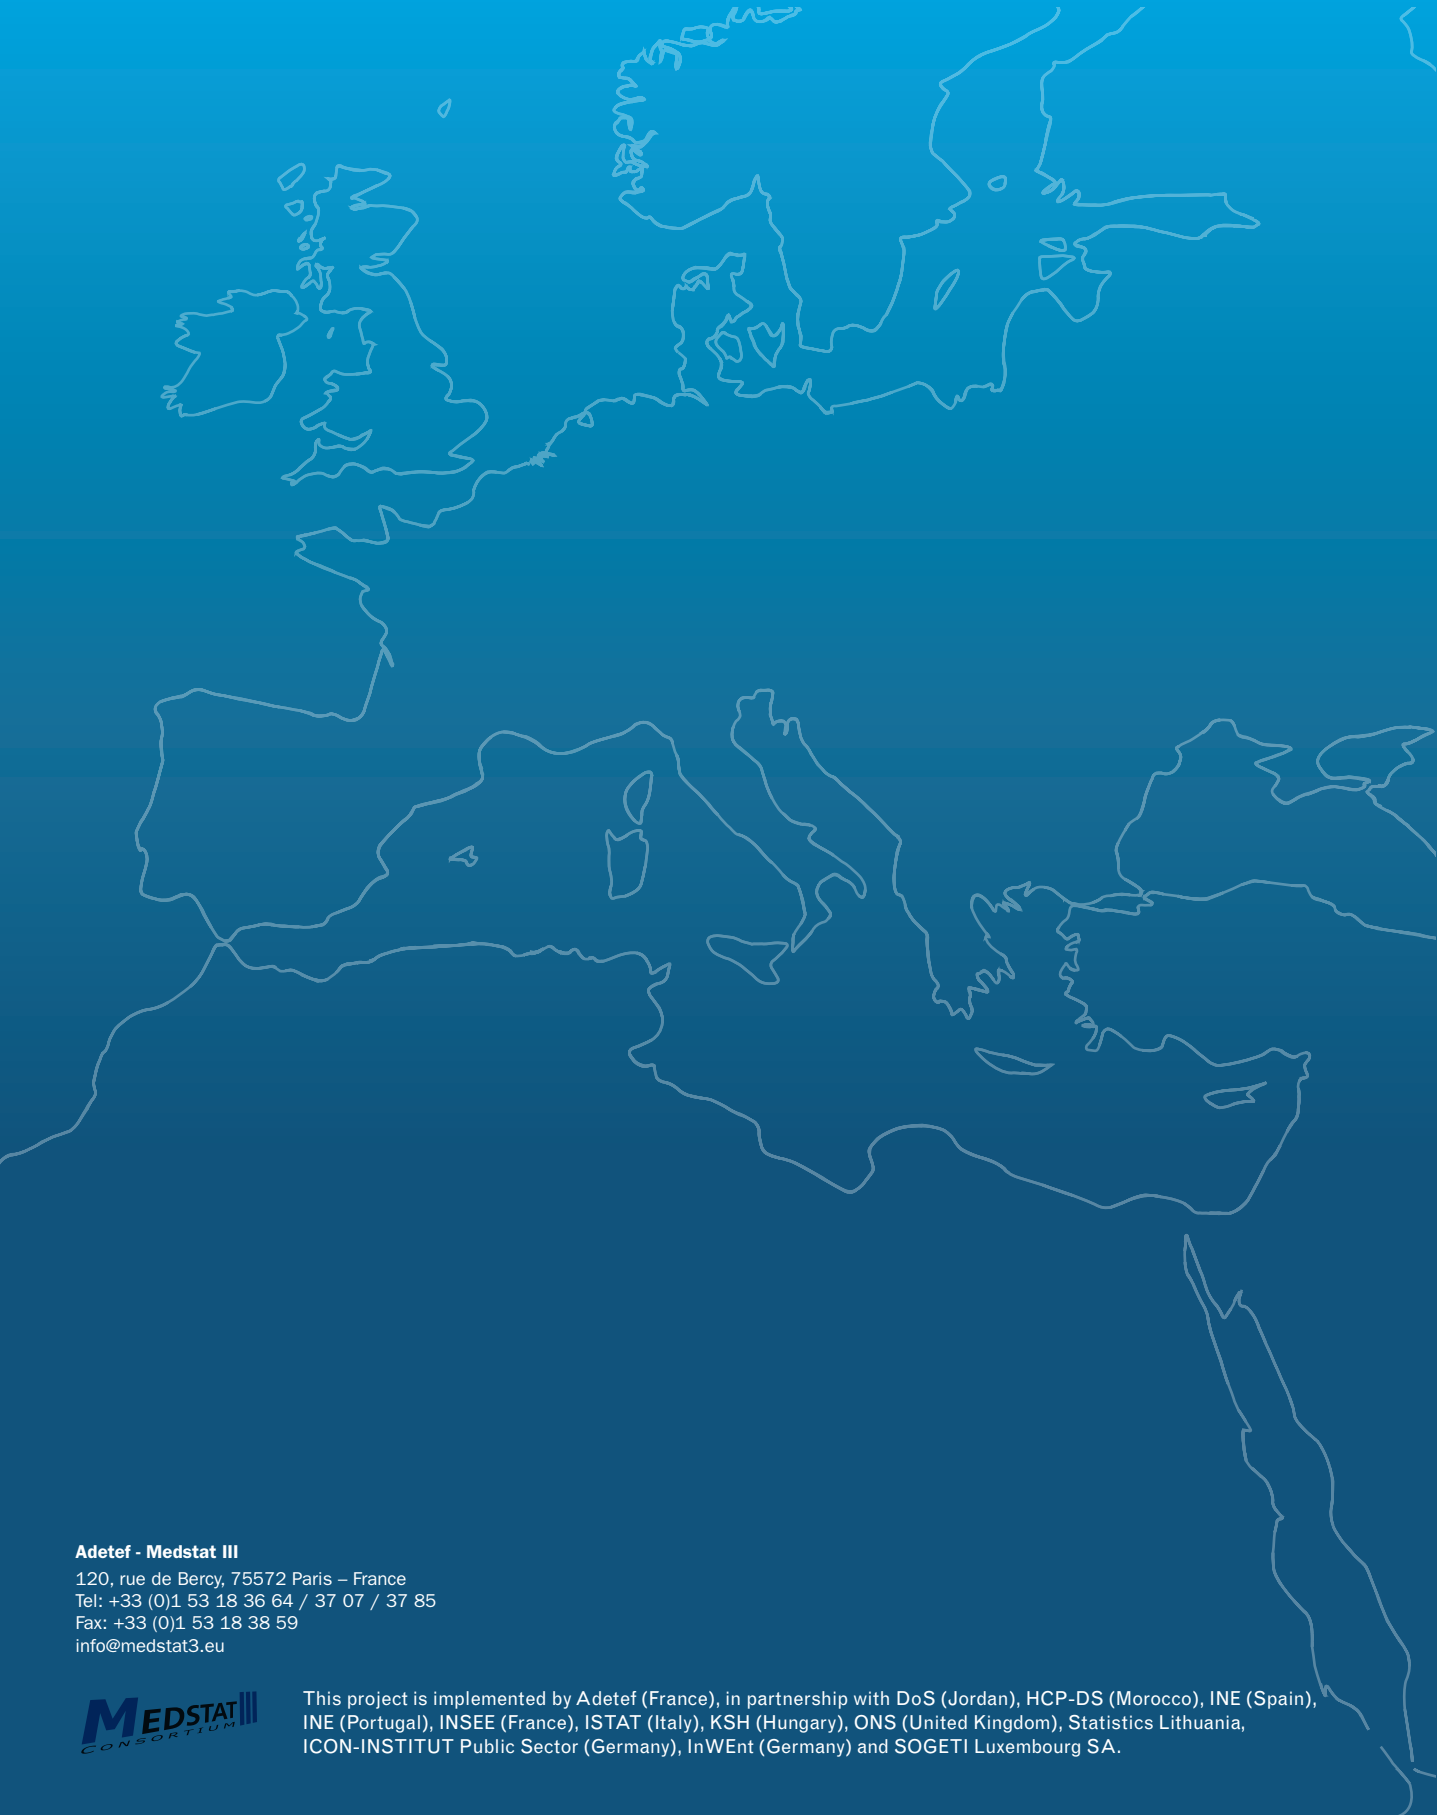 Adetef - Medstat III
120, rue de Bercy, 75572 Paris – France
Tel: +33 (0)1 53 18 36 64 / 37 07 / 37 85
Fax: +33 (0)1 53 18 38 59
info@medstat3.eu
MEDSTAT III
CONSORTIUM
This project is implemented by Adetef (France), in partnership with DoS (Jordan), HCP-DS (Morocco), INE (Spain),
INE (Portugal), INSEE (France), ISTAT (Italy), KSH (Hungary), ONS (United Kingdom), Statistics Lithuania,
ICON-INSTITUT Public Sector (Germany), InWEnt (Germany) and SOGETI Luxembourg SA.